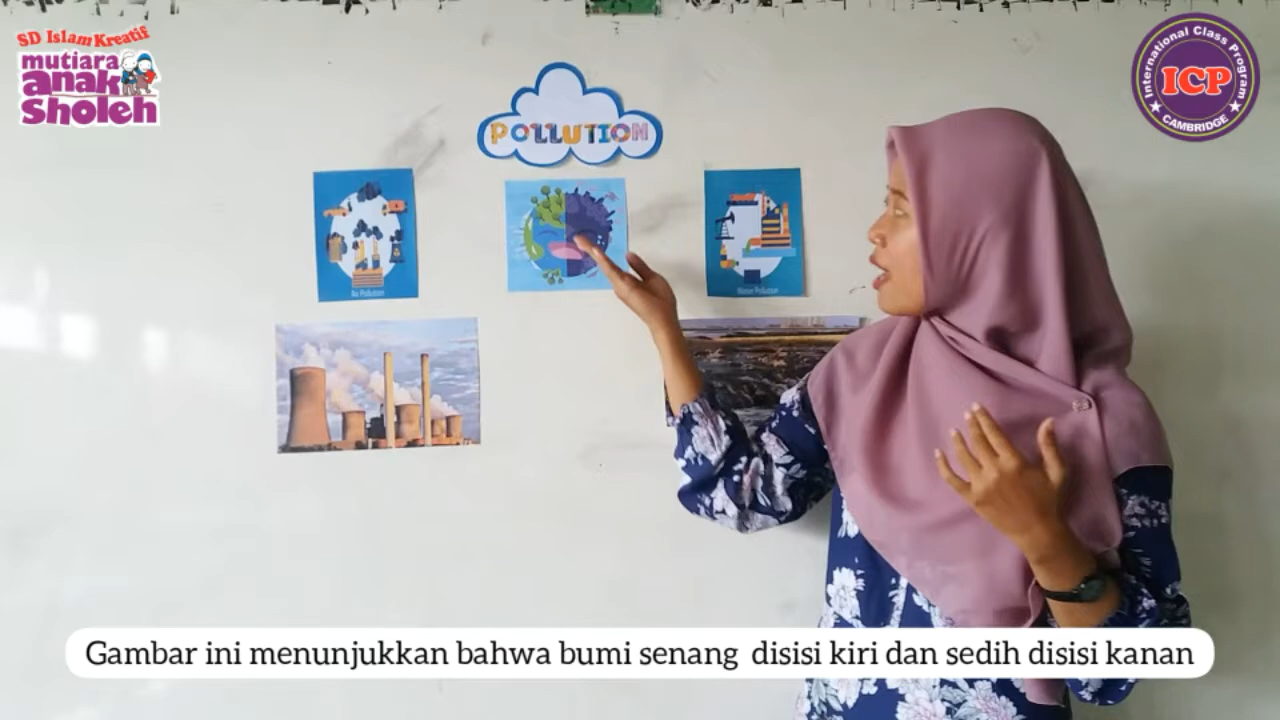 SD Islam Kreatif
mutiara
anak
Sholeh
International Class Program
ICP
CAMBRIDGE
POLLUTION
Air Pollution
Water Pollution
Gambar ini menunjukkan bahwa bumi senang disisi kiri dan sedih disisi kanan